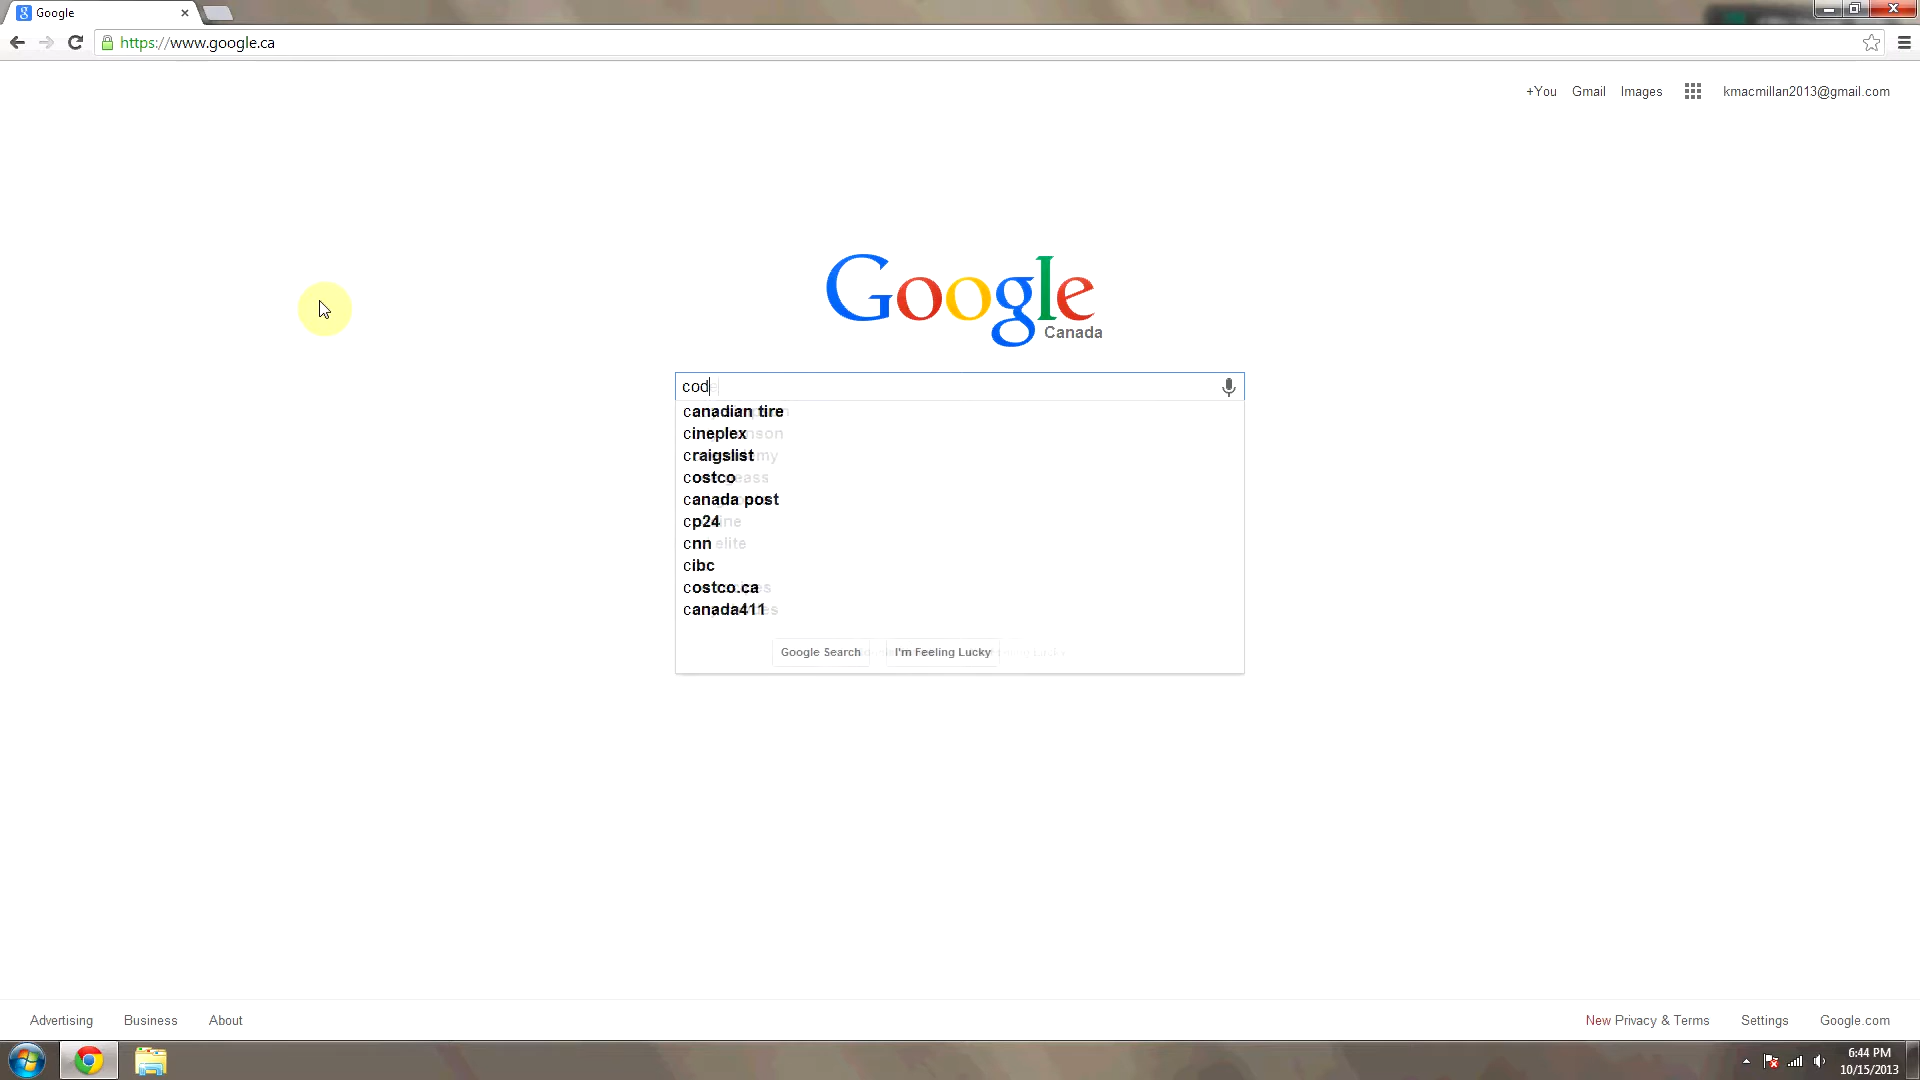 Google
https://www.google.ca
+You Gmail Images kmacmillan2013@gmail.com
Google
Canada
cod
canadian tire
cineplex
craigslist
costco
canada post
cp24
cnn elite
cibc
costco.ca
canada411
Google Search I'm Feeling Lucky
Advertising Business About New Privacy & Terms Settings Google.com
6:44 PM
10/15/2013